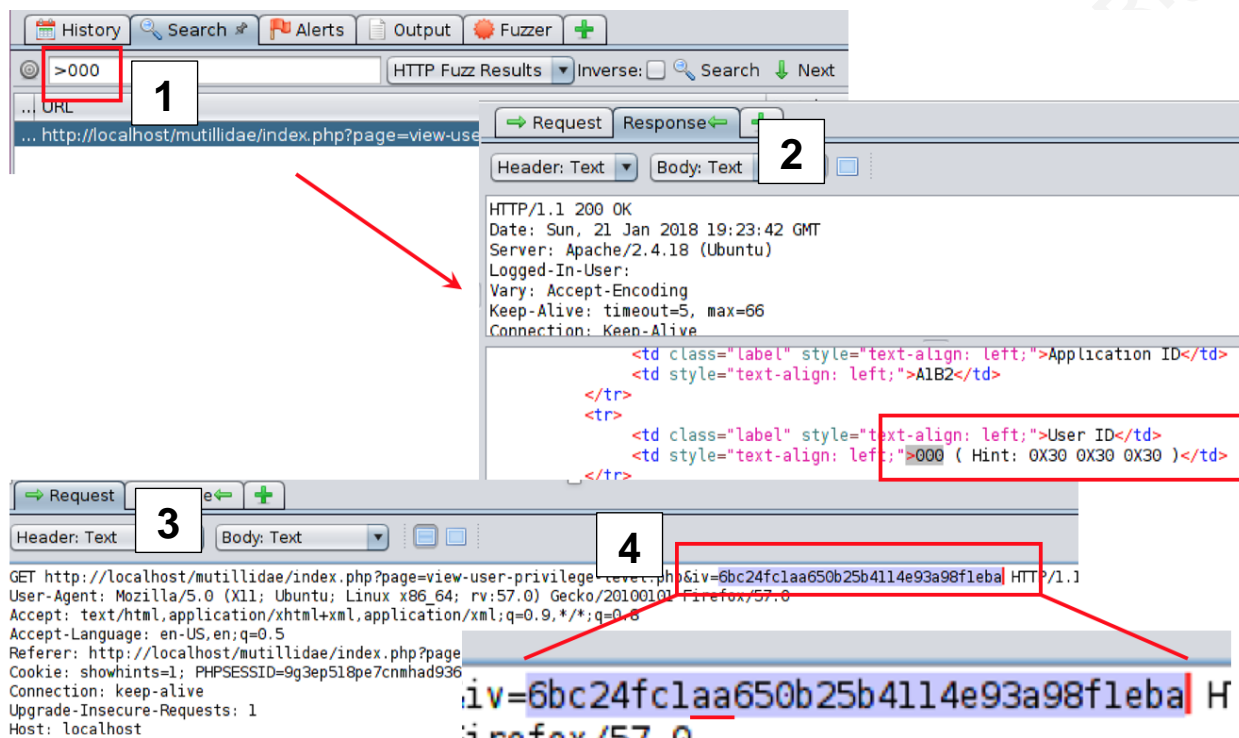 History Search Alerts Output Fuzzer
>000 HTTP Fuzz Results Inverse: Search Next
1
... URL
... http://localhost/mutillidae/index.php?page=view-use
Request Response
2
Header: Text Body: Text
HTTP/1.1 200 OK
Date: Sun, 21 Jan 2018 19:23:42 GMT
Server: Apache/2.4.18 (Ubuntu)
Logged-In-User:
Vary: Accept-Encoding
Keep-Alive: timeout=5, max=66
Connection: Keep-Alive
<td class="label" style="text-align: left;">Application ID</td>
<td style="text-align: left;">A1B2</td>
</tr>
<tr>
<td class="label" style="text-align: left;">User ID</td>
<td style="text-align: left;">000 ( Hint: 0X30 0X30 0X30 )</td>
</tr>
Request e
3
Header: Text Body: Text
4
GET http://localhost/mutillidae/index.php?page=view-user-privilege-level.php&iv=6bc24fc1aa650b25b4114e93a98f1eba HTTP/1.1
User-Agent: Mozilla/5.0 (X11; Ubuntu; Linux x86_64; rv:57.0) Gecko/20100101 Firefox/57.0
Accept: text/html,application/xhtml+xml,application/xml;q=0.9,*/*;q=0.8
Accept-Language: en-US,en;q=0.5
Referer: http://localhost/mutillidae/index.php?page
Cookie: showhints=1; PHPSESSID=9g3ep518pe7cnmhad936
Connection: keep-alive
Upgrade-Insecure-Requests: 1
Host: localhost
iv=6bc24fc1aa650b25b4114e93a98f1eba H
irefox/57.0